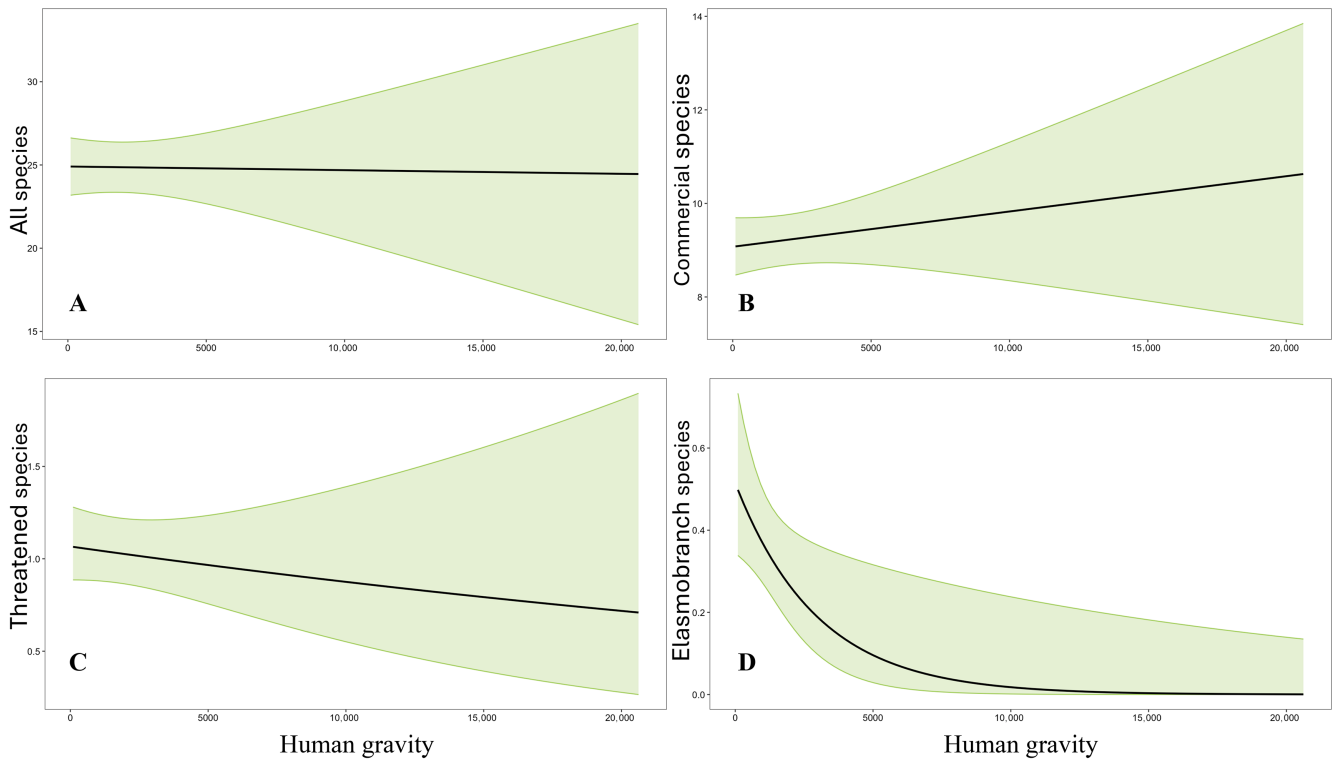 All species
30
25
20
15
A
0 5000 10,000 15,000 20,000
Commercial species
14
12
10
8
B
0 5000 10,000 15,000 20,000
Threatened species
1.5
1.0
0.5
C
0 5000 10,000 15,000 20,000
Human gravity
Elasmobranch species
0.6
0.4
0.2
0.0
D
0 5000 10,000 15,000 20,000
Human gravity